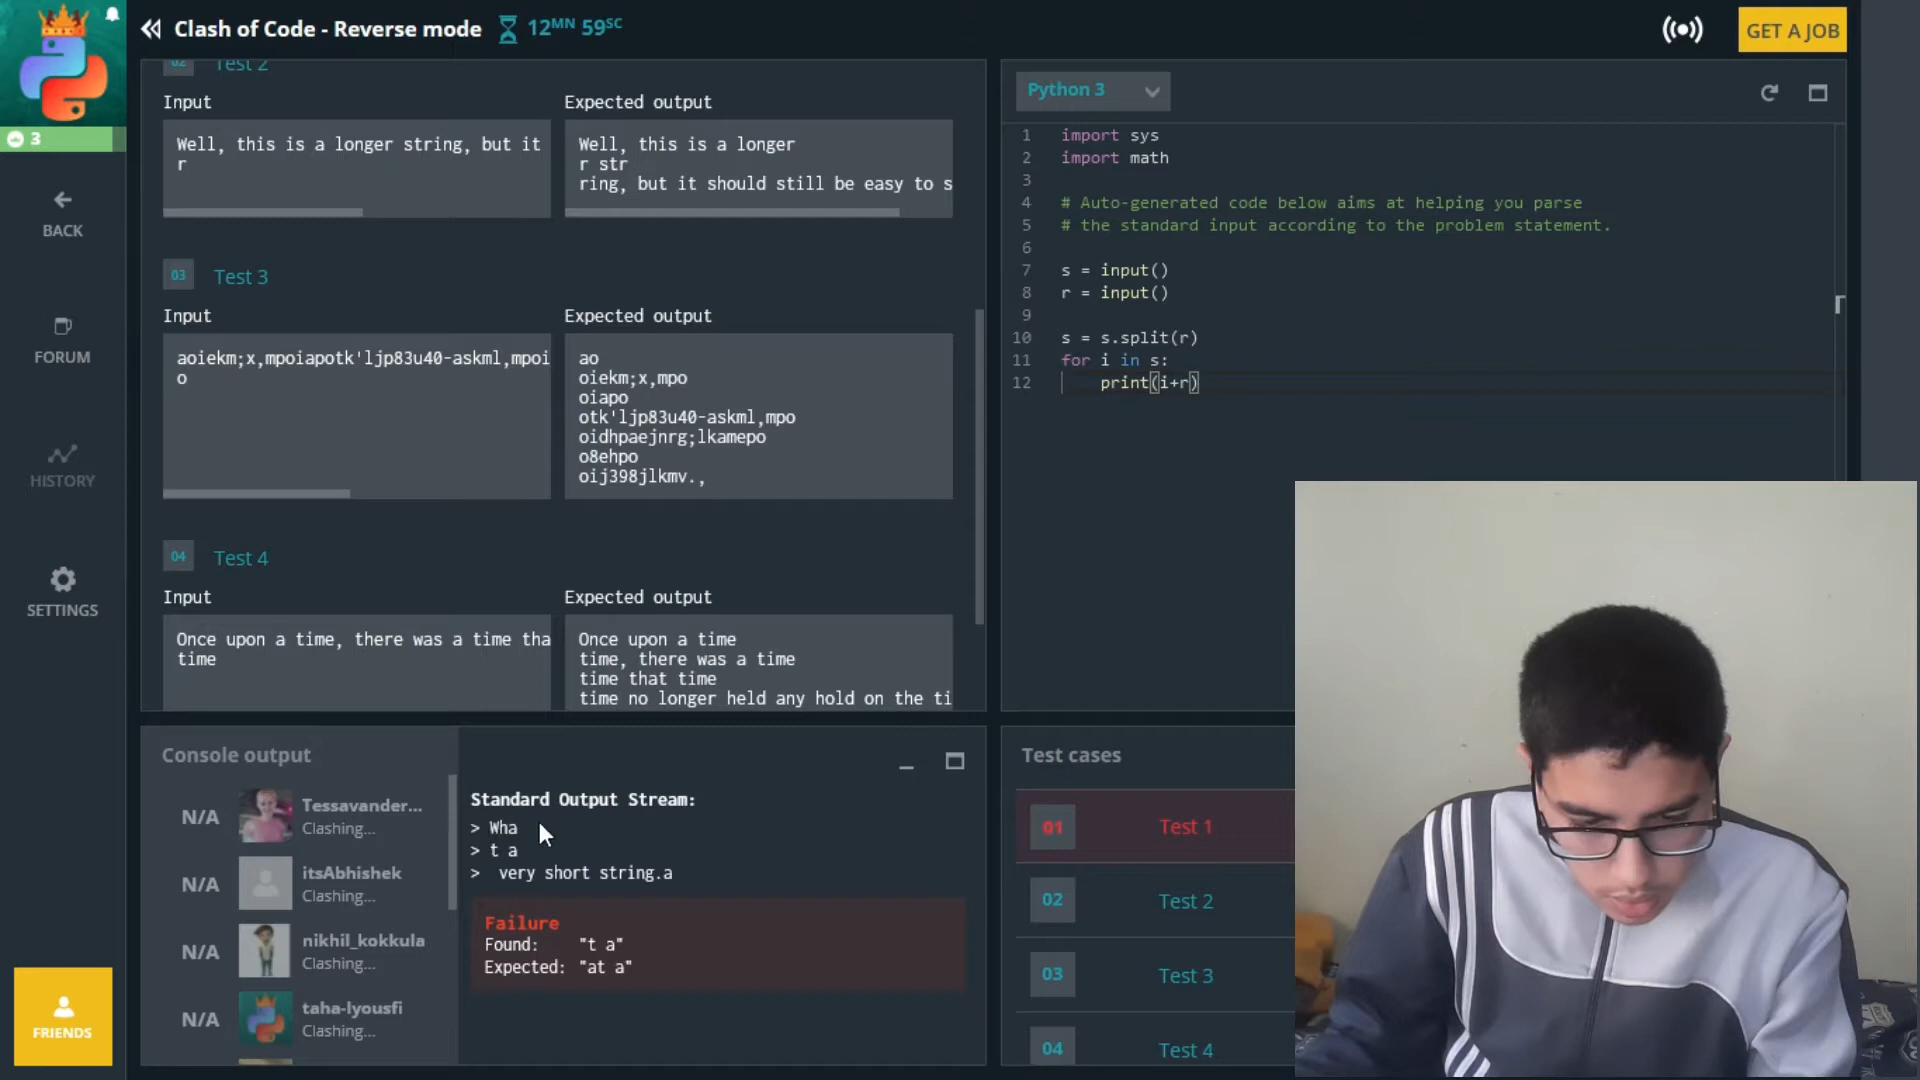 Clash of Code - Reverse mode
12MN 59SC
GET A JOB
3
BACK
FORUM
HISTORY
SETTINGS
FRIENDS
02 Test 2
Input
Expected output
Well, this is a longer string, but it
r
Well, this is a longer
r str
ring, but it should still be easy to s
03 Test 3
Input
Expected output
aoiekm;x,mpoiapotk'ljp83u40-askml,mpoi
o
ao
oiekm;x,mpo
oiapo
otk'ljp83u40-askml,mpo
oidhpaejnrg;lkamepo
o8ehpo
oij398jlkmv.,
04 Test 4
Input
Expected output
Once upon a time, there was a time tha
time
Once upon a time
time, there was a time
time that time
time no longer held any hold on the ti
Python 3
1 import sys
2 import math
3
4 # Auto-generated code below aims at helping you parse
5 # the standard input according to the problem statement.
6
7 s = input()
8 r = input()
9
10 s = s.split(r)
11 for i in s:
12 print(i+r)
Console output
N/A Tessavander...
Clashing...
N/A itsAbhishek
Clashing...
N/A nikhil_kokkula
Clashing...
N/A taha-lyousfi
Clashing...
Standard Output Stream:
> Wha
> t a
> very short string.a
Failure
Found: "t a"
Expected: "at a"
Test cases
01 Test 1
02 Test 2
03 Test 3
04 Test 4